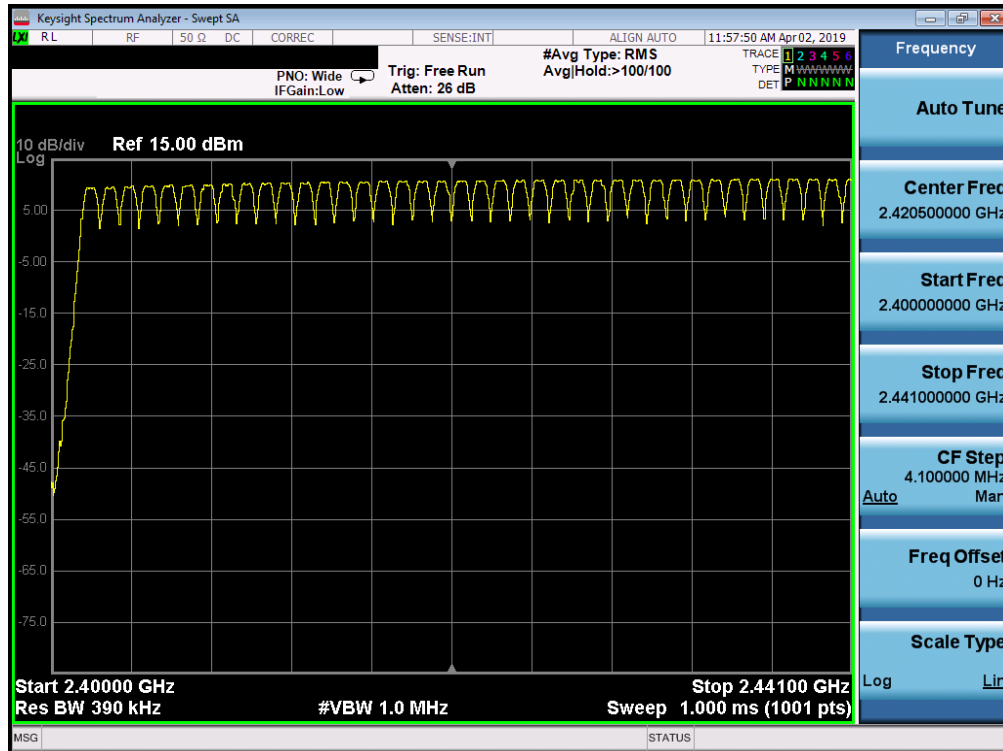 Keysight Spectrum Analyzer - Swept SA
LXI RL RF 50 Ω DC CORREC SENSE:INT ALIGN AUTO 11:57:50 AM Apr 02, 2019
PNO: Wide
IFGain:Low
Trig: Free Run
Atten: 26 dB
#Avg Type: RMS
Avg|Hold:>100/100
TRACE 1 2 3 4 5 6
TYPE M WWWWW
DET P N N N N N
10 dB/div Ref 15.00 dBm
Log
5.00
-5.00
-15.0
-25.0
-35.0
-45.0
-55.0
-65.0
-75.0
Start 2.40000 GHz Stop 2.44100 GHz
Res BW 390 kHz #VBW 1.0 MHz Sweep 1.000 ms (1001 pts)
MSG STATUS
Frequency
Auto Tune
Center Freq
2.420500000 GHz
Start Freq
2.400000000 GHz
Stop Freq
2.441000000 GHz
CF Step
4.100000 MHz
Auto Man
Freq Offset
0 Hz
Scale Type
Log Lin